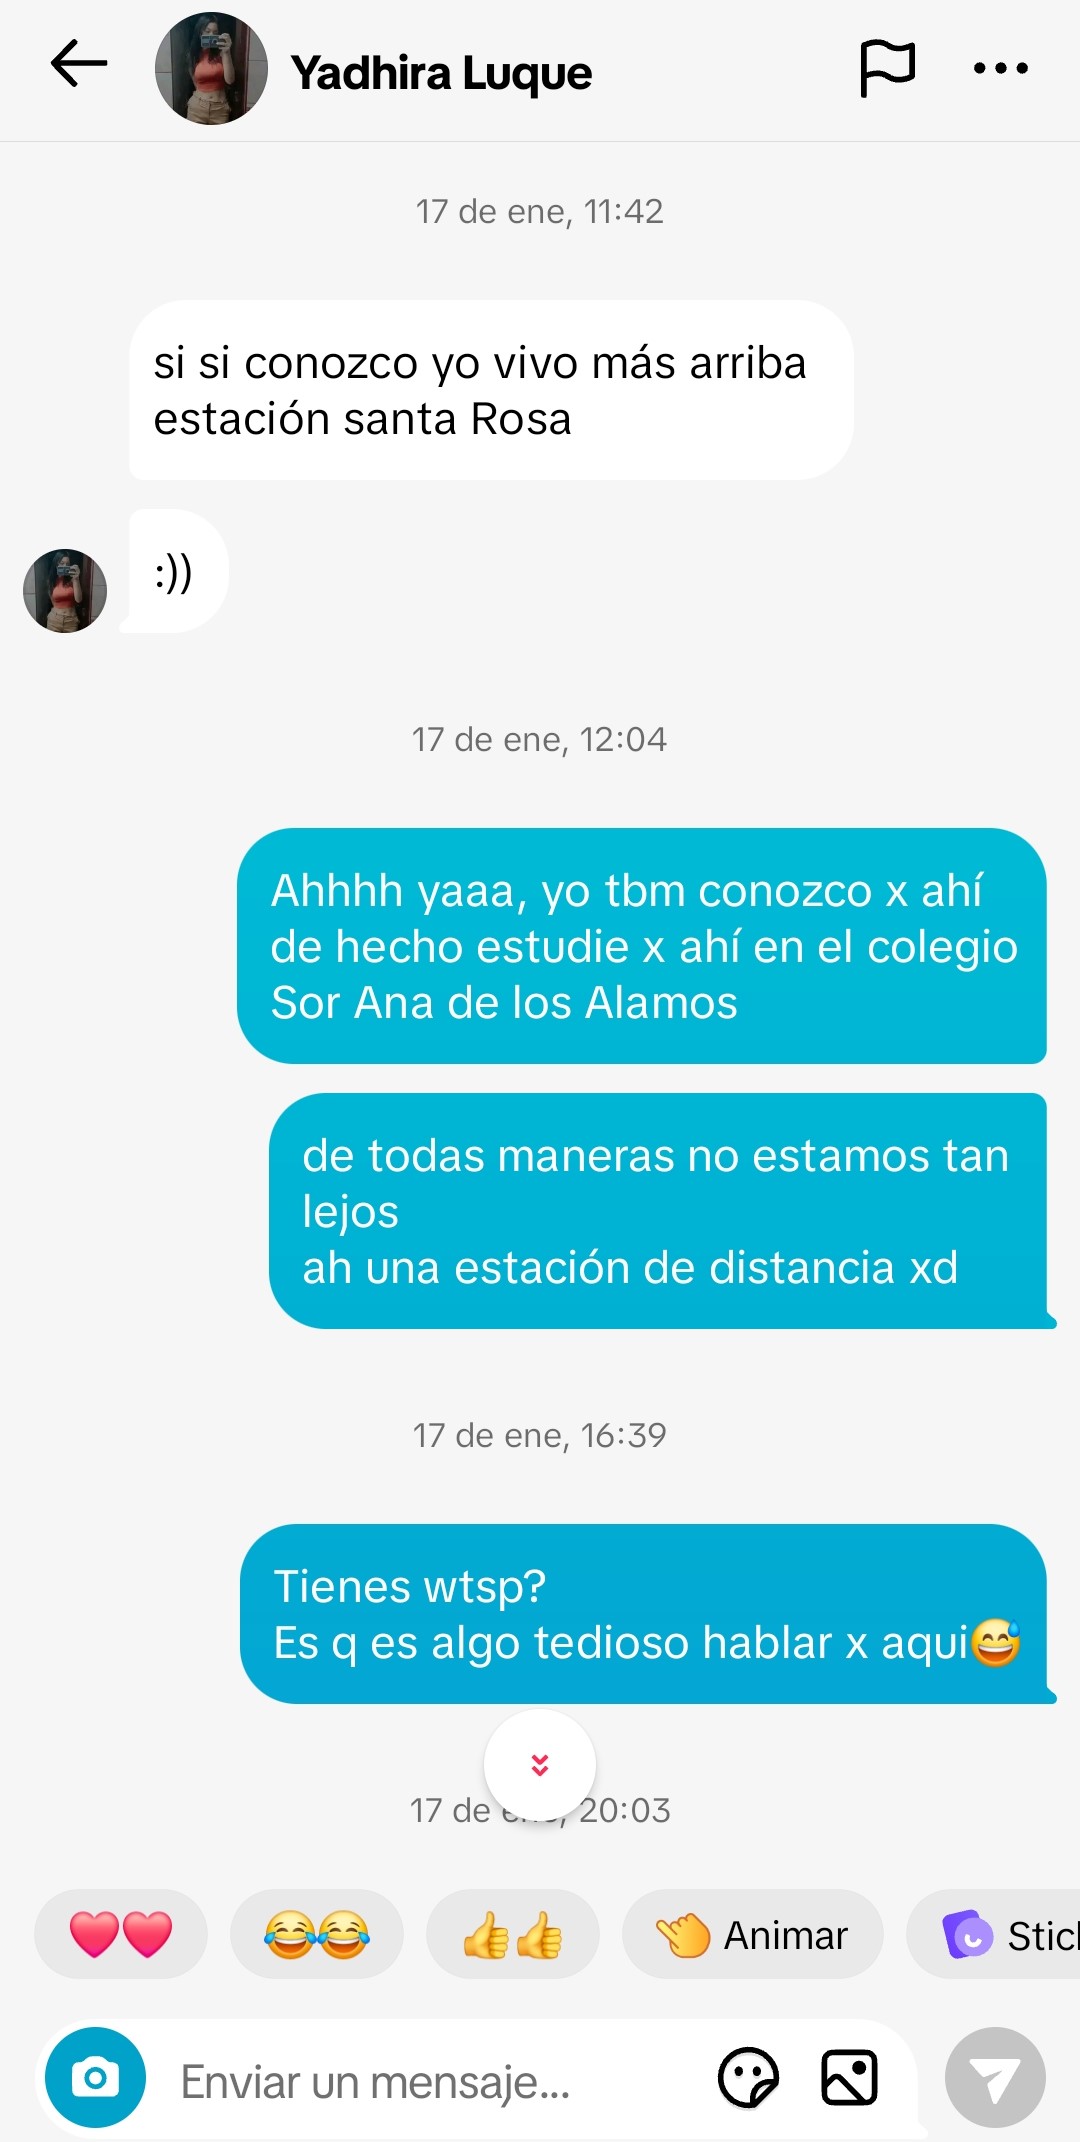 Yadhira Luque
17 de ene, 11:42
si si conozco yo vivo más arriba
estación santa Rosa
:))
17 de ene, 12:04
Ahhhh yaaa, yo tbm conozco x ahí
de hecho estudie x ahí en el colegio
Sor Ana de los Alamos
de todas maneras no estamos tan
lejos
ah una estación de distancia xd
17 de ene, 16:39
Tienes wtsp?
Es q es algo tedioso hablar x aqui😅
17 de 20:03
❤️❤️ 😂😂 👍👍 👈 Animar
Enviar un mensaje...